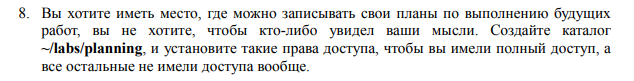 8. Вы хотите иметь место, где можно записывать свои планы по выполнению будущих
работ, вы не хотите, чтобы кто-либо увидел ваши мысли. Создайте каталог
~/labs/planning, и установите такие права доступа, чтобы вы имели полный доступ, а
все остальные не имели доступа вообще.